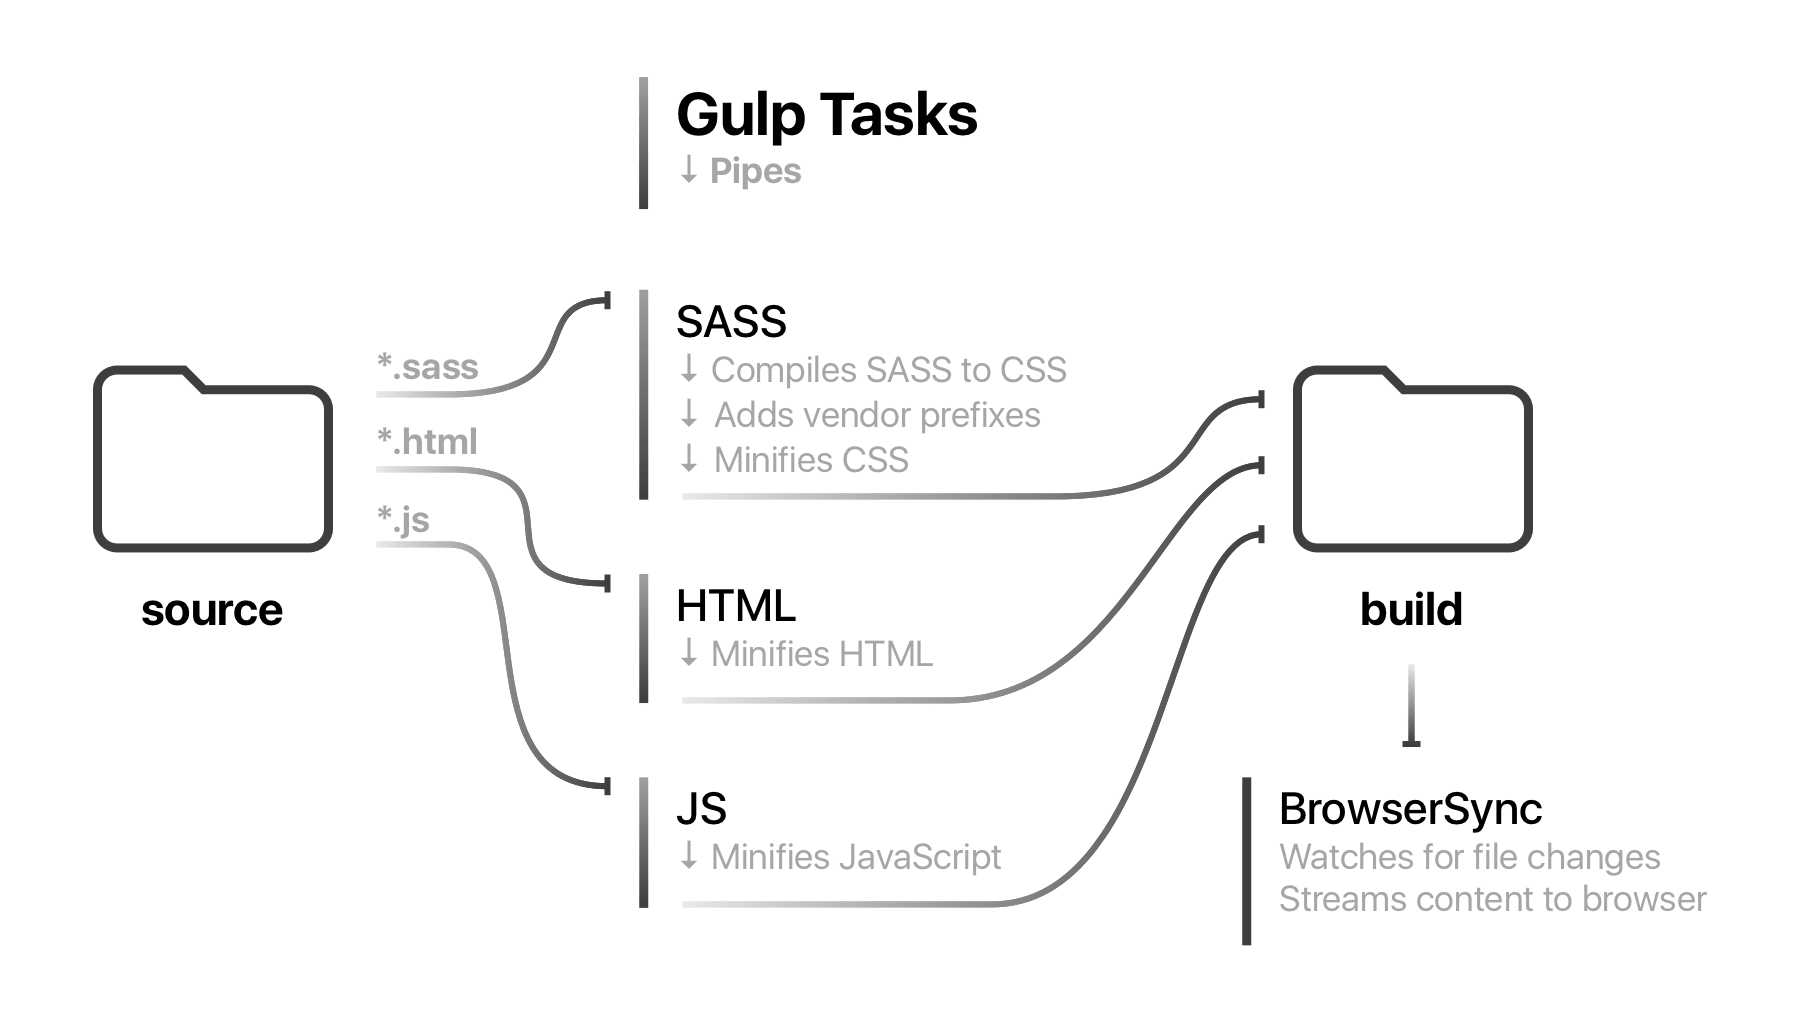 Gulp Tasks
↓ Pipes
*.sass
*.html
*.js
source
SASS
↓ Compiles SASS to CSS
↓ Adds vendor prefixes
↓ Minifies CSS
HTML
↓ Minifies HTML
JS
↓ Minifies JavaScript
build
BrowserSync
Watches for file changes
Streams content to browser